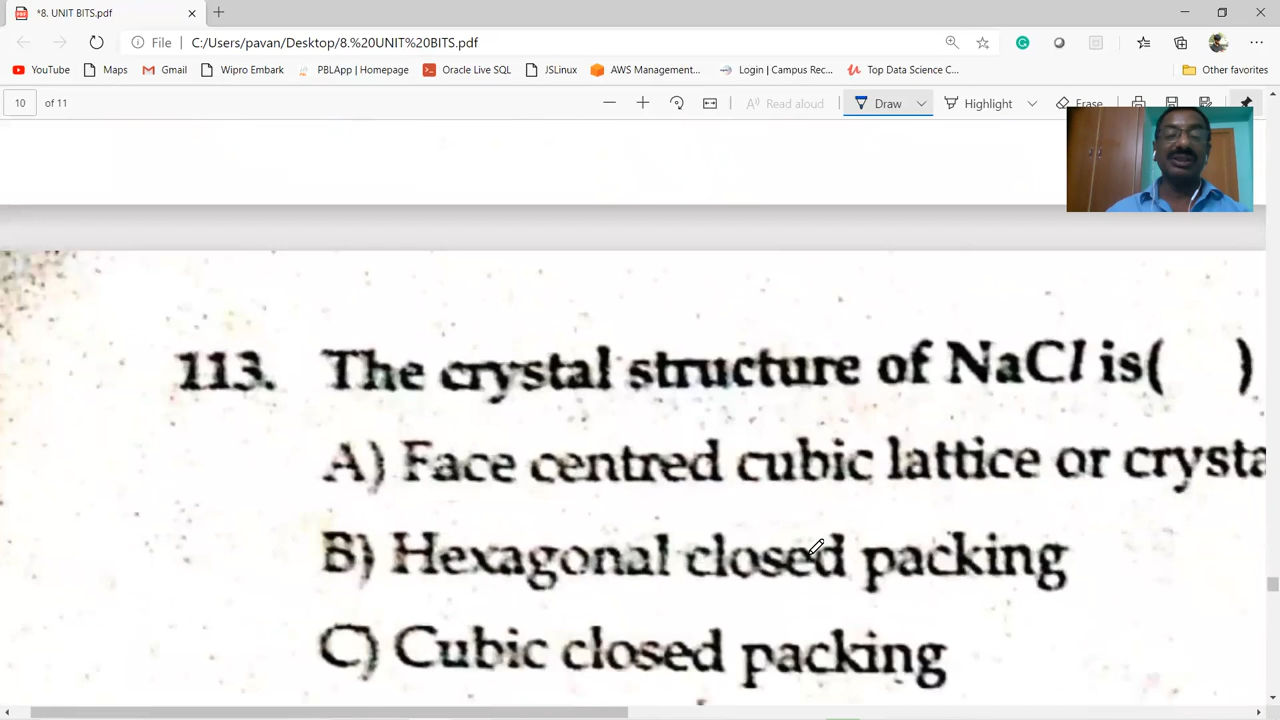 *8. UNIT BITS.pdf
File C:/Users/pavan/Desktop/8.%20UNIT%20BITS.pdf
YouTube Maps Gmail Wipro Embark PBLApp | Homepage Oracle Live SQL JSLinux AWS Management... Login | Campus Rec... Top Data Science C... Other favorites
10 of 11 Read aloud Draw Highlight Erase
113. The crystal structure of NaCl is( )
A) Face centred cubic lattice or crysta
B) Hexagonal closed packing
C) Cubic closed packing